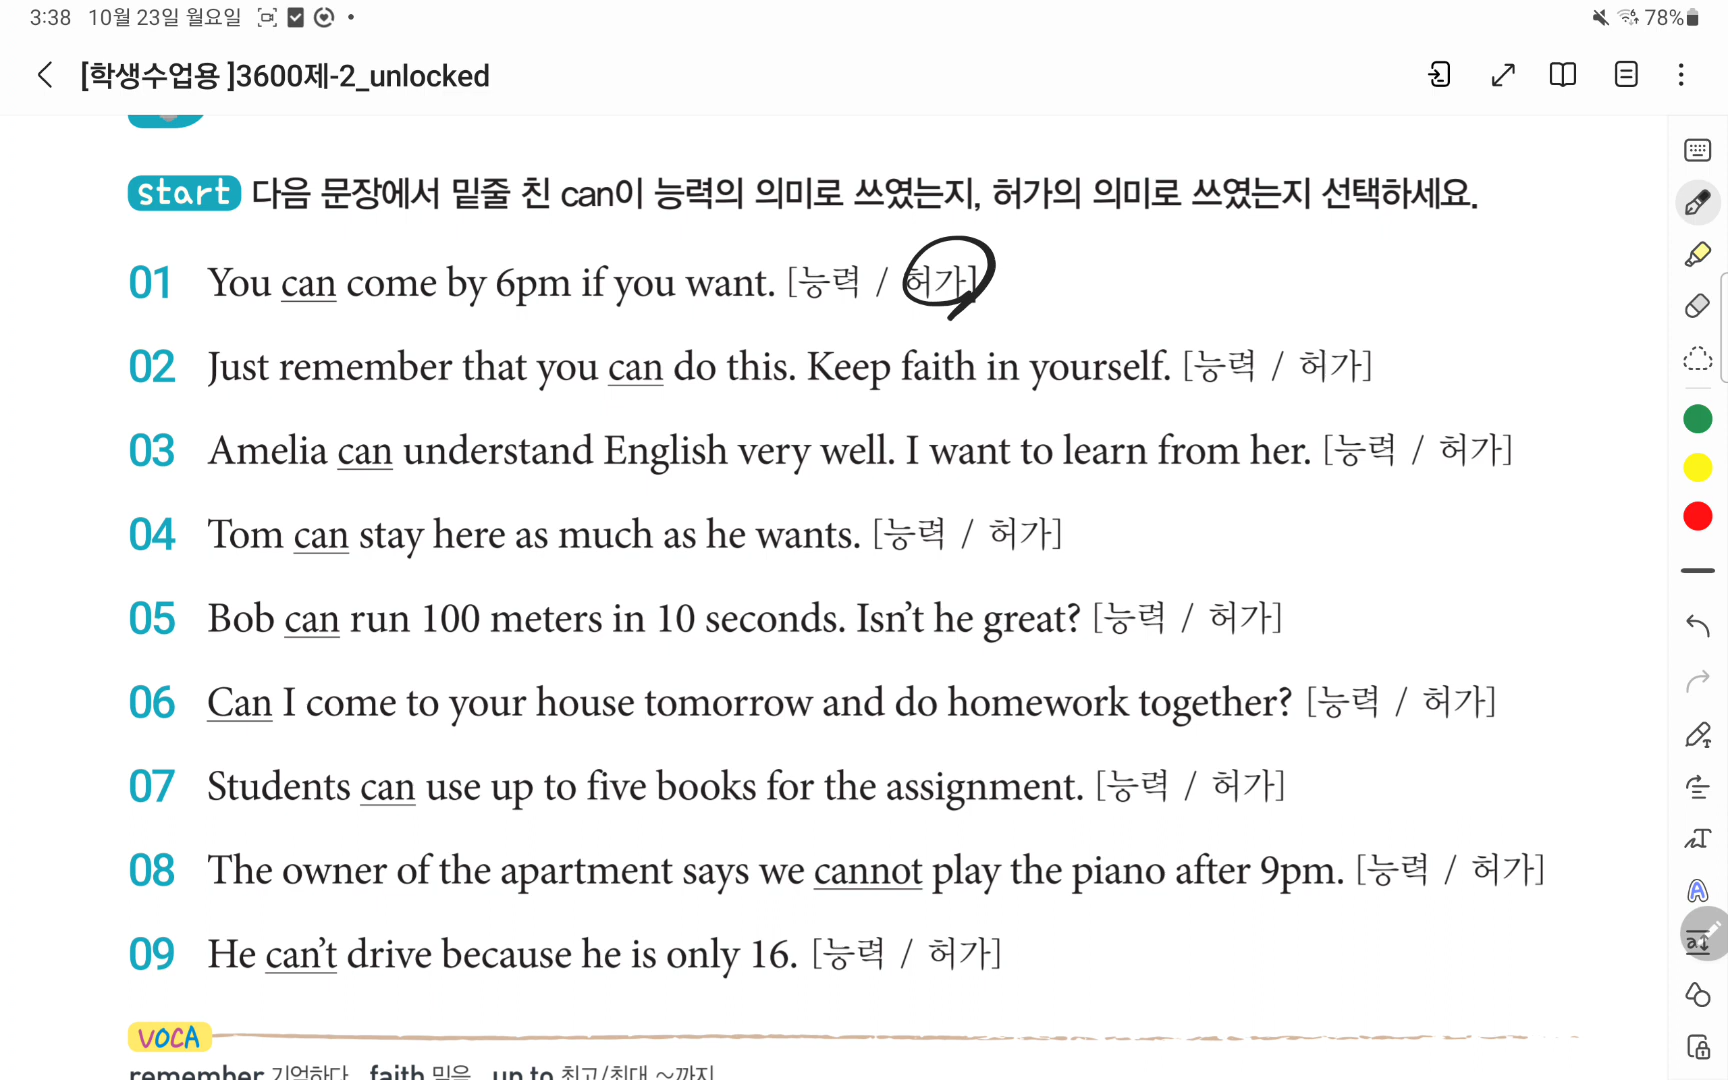 3:38 10월 23일 월요일 78%
[학생수업용 ]3600제-2_unlocked
start 다음 문장에서 밑줄 친 can이 능력의 의미로 쓰였는지, 허가의 의미로 쓰였는지 선택하세요.
01 You can come by 6pm if you want. [능력 / 허가]
02 Just remember that you can do this. Keep faith in yourself. [능력 / 허가]
03 Amelia can understand English very well. I want to learn from her. [능력 / 허가]
04 Tom can stay here as much as he wants. [능력 / 허가]
05 Bob can run 100 meters in 10 seconds. Isn’t he great? [능력 / 허가]
06 Can I come to your house tomorrow and do homework together? [능력 / 허가]
07 Students can use up to five books for the assignment. [능력 / 허가]
08 The owner of the apartment says we cannot play the piano after 9pm. [능력 / 허가]
09 He can’t drive because he is only 16. [능력 / 허가]
VOCA
remember 기억하다 faith 믿음 up to 최고/최대 ~까지